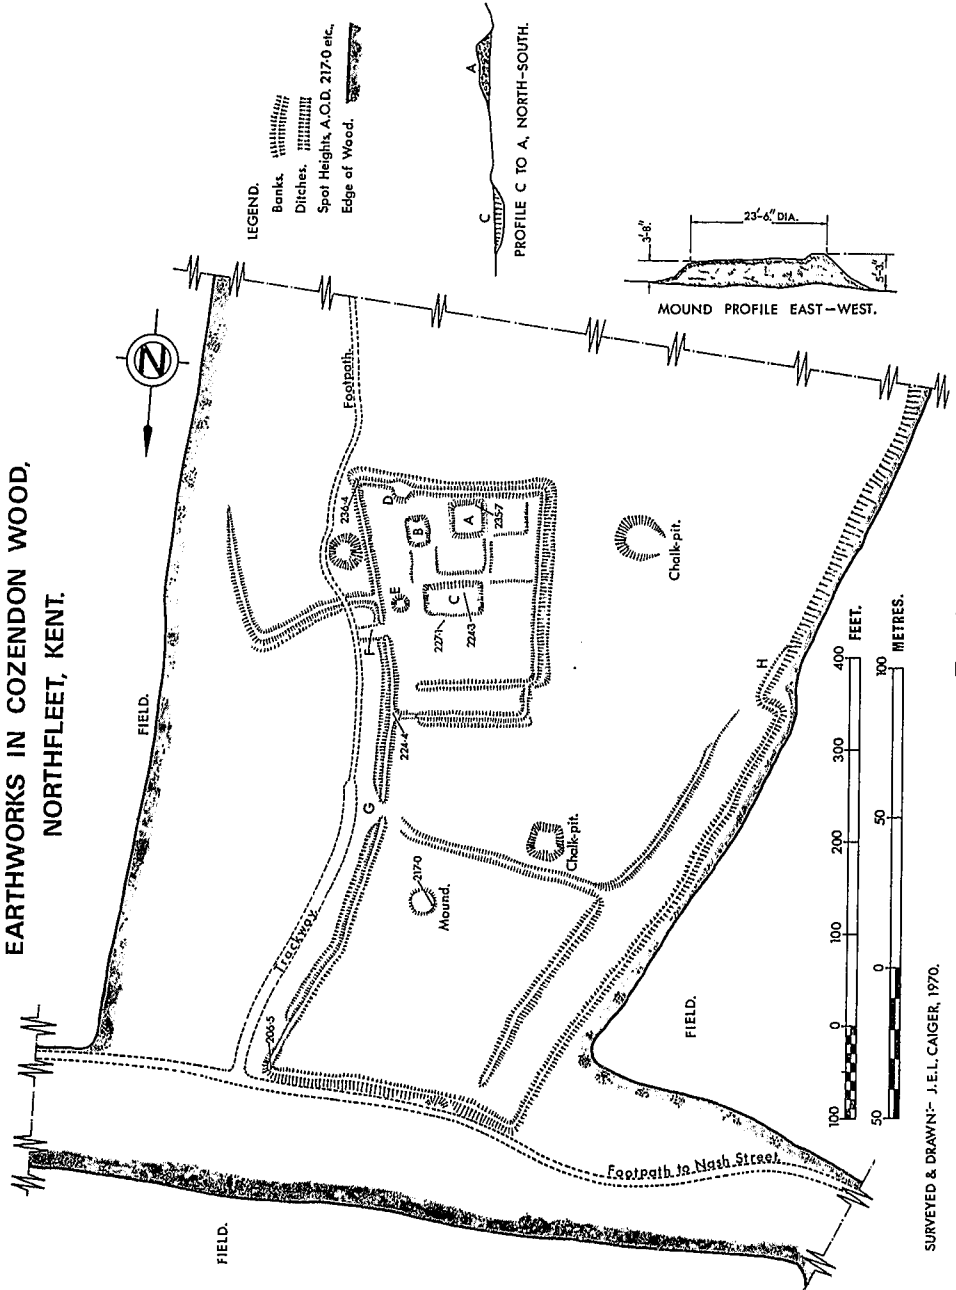 EARTHWORKS IN COZENDON WOOD,
NORTHFLEET, KENT.
LEGEND.
Banks.
Ditches.
Spot Heights, A.O.D. 217·0 etc.,
Edge of Wood.
C
A
PROFILE C TO A, NORTH-SOUTH.
3'-8"
23'-6" DIA.
5'-3"
MOUND PROFILE EAST-WEST.
N
FIELD.
Footpath.
236·4
D
B
A
235·7
E
C
227·1
224·3
F
224·4
G
Chalk-pit.
H
Trackway
217·0
Mound.
Chalk-pit.
206·5
FIELD.
Footpath to Nash Street.
FIELD.
100 0 100 200 300 400 FEET.
50 0 50 100 METRES.
SURVEYED & DRAWN:- J.E.L. CAIGER, 1970.